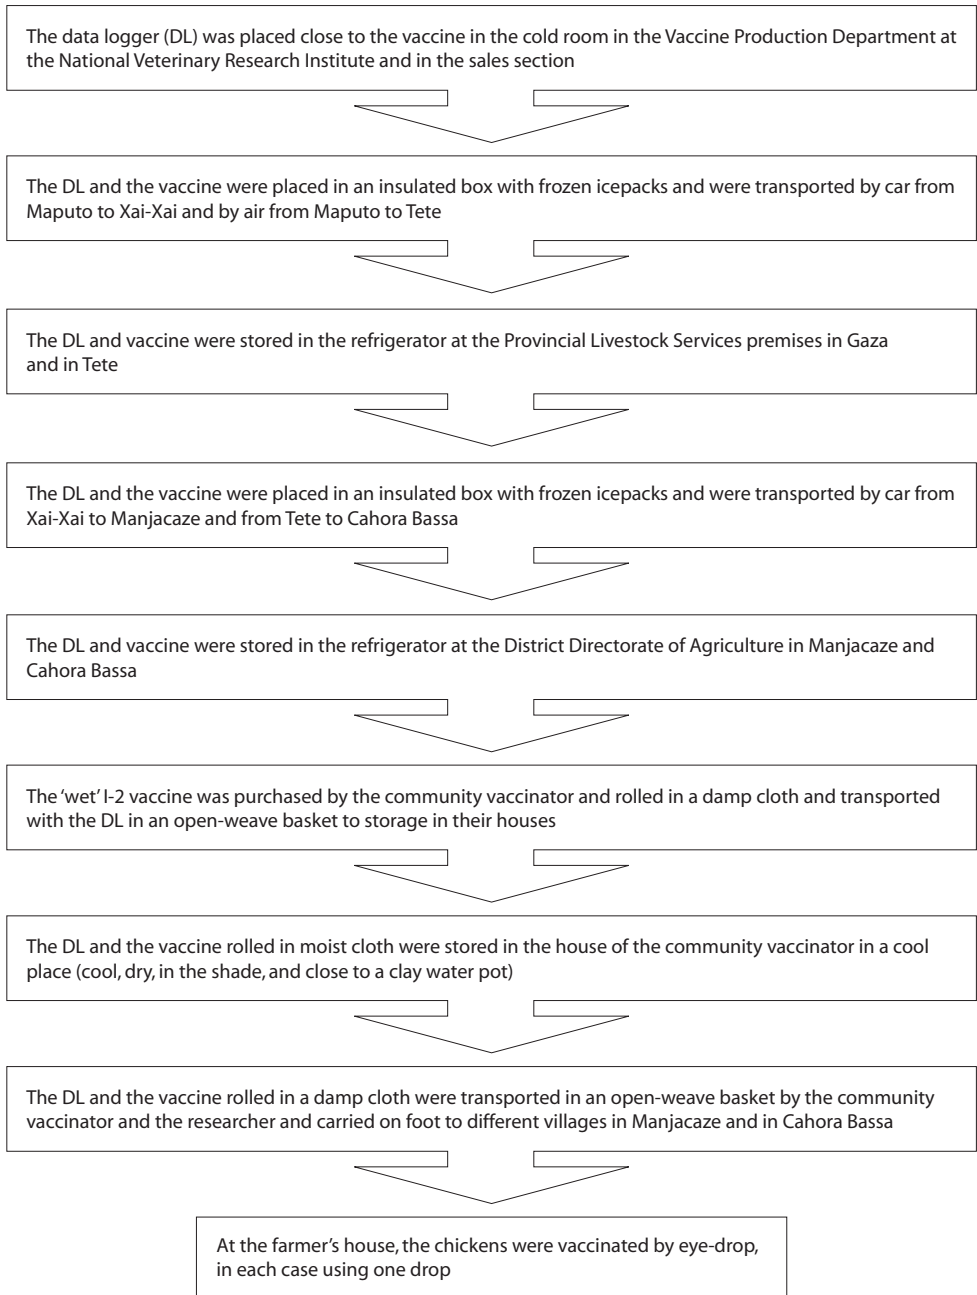 The data logger (DL) was placed close to the vaccine in the cold room in the Vaccine Production Department at
the National Veterinary Research Institute and in the sales section
The DL and the vaccine were placed in an insulated box with frozen icepacks and were transported by car from
Maputo to Xai-Xai and by air from Maputo to Tete
The DL and vaccine were stored in the refrigerator at the Provincial Livestock Services premises in Gaza
and in Tete
The DL and the vaccine were placed in an insulated box with frozen icepacks and were transported by car from
Xai-Xai to Manjacaze and from Tete to Cahora Bassa
The DL and vaccine were stored in the refrigerator at the District Directorate of Agriculture in Manjacaze and
Cahora Bassa
The ‘wet’ I-2 vaccine was purchased by the community vaccinator and rolled in a damp cloth and transported
with the DL in an open-weave basket to storage in their houses
The DL and the vaccine rolled in moist cloth were stored in the house of the community vaccinator in a cool
place (cool, dry, in the shade, and close to a clay water pot)
The DL and the vaccine rolled in a damp cloth were transported in an open-weave basket by the community
vaccinator and the researcher and carried on foot to different villages in Manjacaze and in Cahora Bassa
At the farmer’s house, the chickens were vaccinated by eye-drop,
in each case using one drop